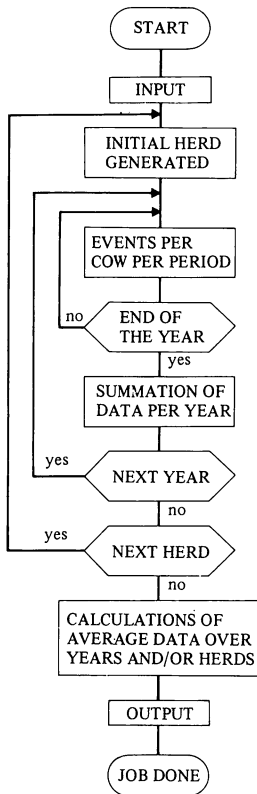 START
INPUT
INITIAL HERD
GENERATED
EVENTS PER
COW PER PERIOD
no
END OF
THE YEAR
yes
SUMMATION OF
DATA PER YEAR
yes
NEXT YEAR
no
yes
NEXT HERD
no
CALCULATIONS OF
AVERAGE DATA OVER
YEARS AND/OR HERDS
OUTPUT
JOB DONE